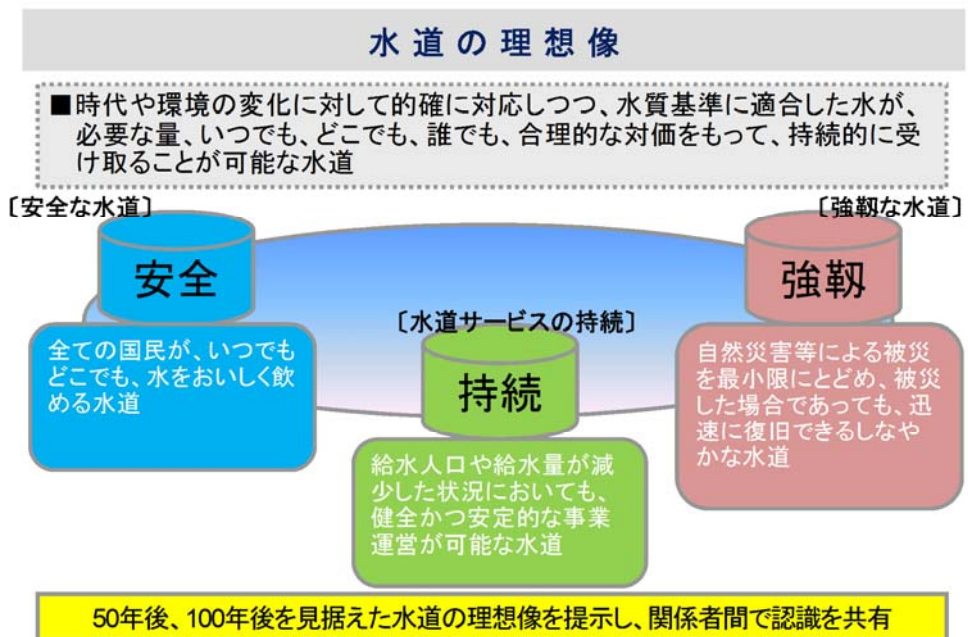 水道の理想像
■時代や環境の変化に対して的確に対応しつつ、水質基準に適合した水が、
必要な量、いつでも、どこでも、誰でも、合理的な対価をもって、持続的に受
け取ることが可能な水道
〔安全な水道〕
安全
全ての国民が、いつでも
どこでも、水をおいしく飲
める水道
〔水道サービスの持続〕
持続
給水人口や給水量が減
少した状況においても、
健全かつ安定的な事業
運営が可能な水道
〔強靭な水道〕
強靭
自然災害等による被災
を最小限にとどめ、被災
した場合であっても、迅
速に復旧できるしなや
かな水道
50年後、100年後を見据えた水道の理想像を提示し、関係者間で認識を共有